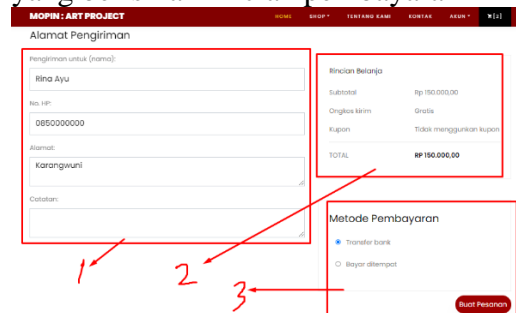 MOPIN: ART PROJECT HOME SHOP TENTANG KAMI KONTAK AKUN [2]
Alamat Pengiriman
Pengiriman untuk (nama):
Rina Ayu
No. HP:
0850000000
Alamat:
Karangwuni
Catatan:
Rincian Belanja
Subtotal Rp 150.000,00
Ongkos kirim Gratis
Kupon Tidak menggunkan kupon
TOTAL RP 150.000,00
Metode Pembayaran
Transfer bank
Bayar ditempat
Buat Pesanan
1
2
3